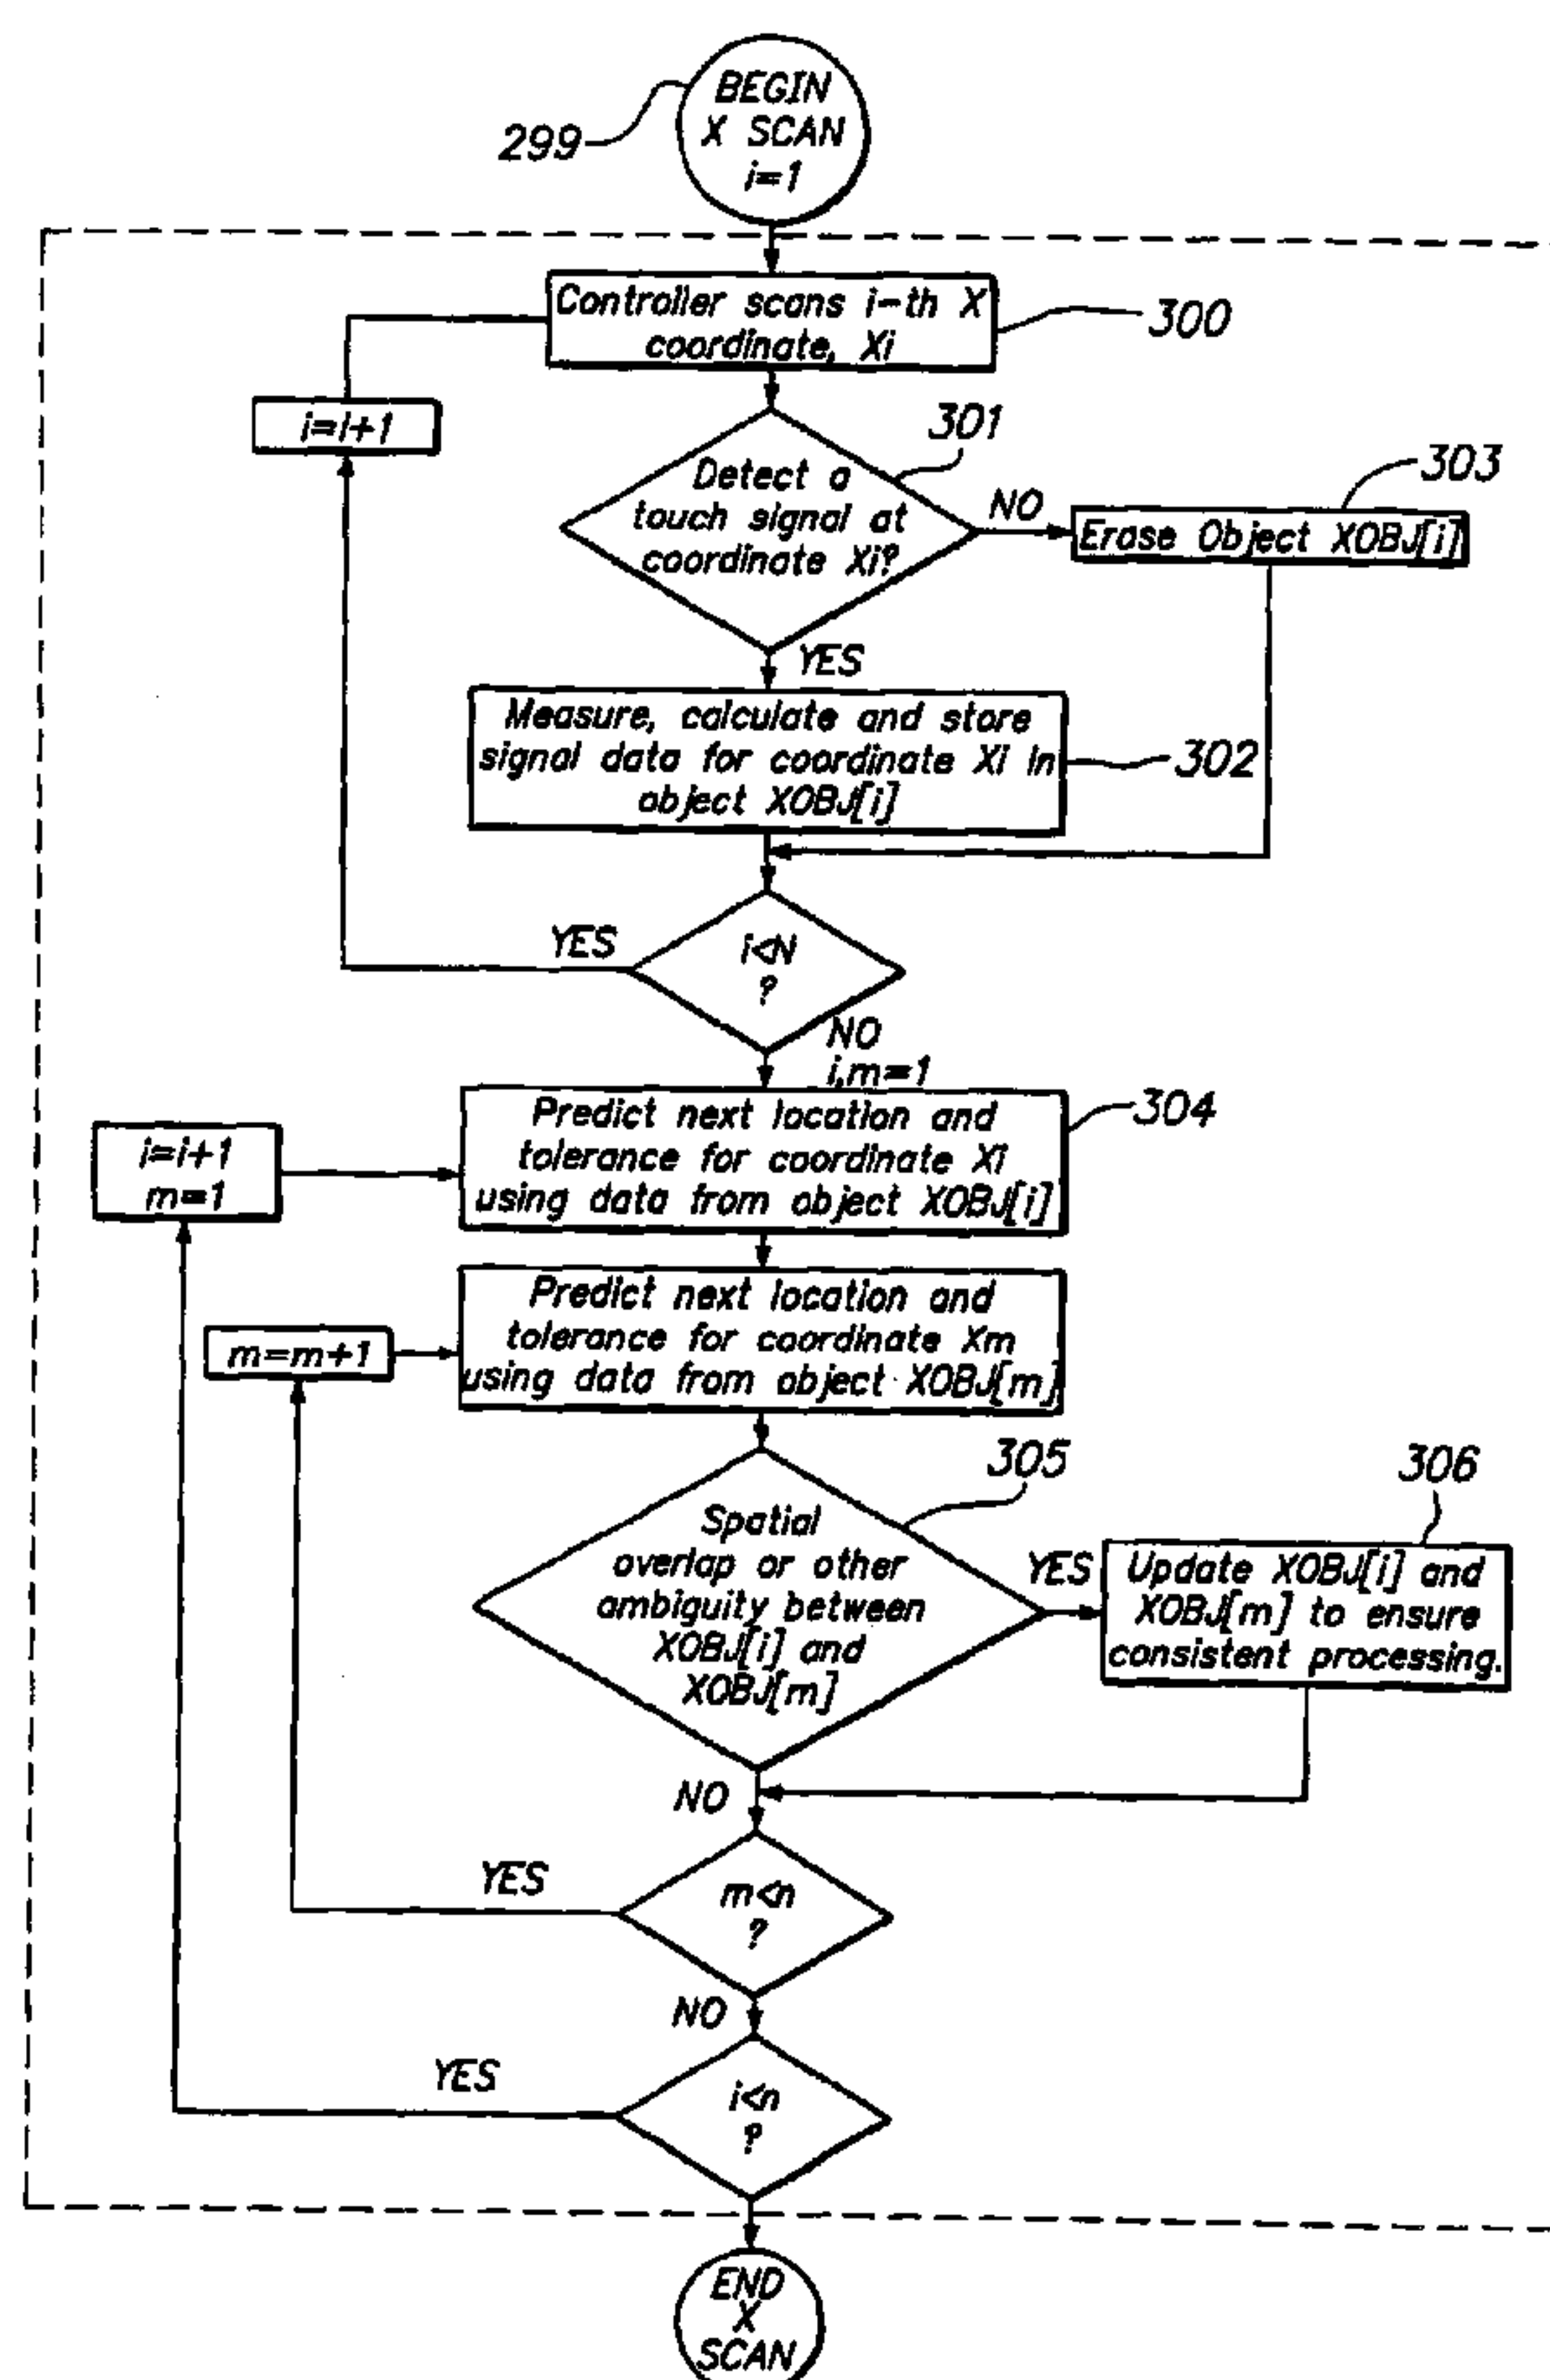 BEGIN
X SCAN
i=1
299
Controller scans i-th X
coordinate, Xi
300
i=i+1
301
Detect a
touch signal at
coordinate Xi?
NO
303
Erase Object XOBJ[i]
YES
Measure, calculate and store
signal data for coordinate Xi in
object XOBJ[i]
302
YES
i<N
?
NO
i,m=1
Predict next location and
tolerance for coordinate Xi
using data from object XOBJ[i]
304
i=i+1
m=1
Predict next location and
tolerance for coordinate Xm
using data from object XOBJ[m]
m=m+1
305
Spatial
overlap or other
ambiguity between
XOBJ[i] and
XOBJ[m]
YES
306
Update XOBJ[i] and
XOBJ[m] to ensure
consistent processing.
NO
YES
m<n
?
NO
YES
i<n
?
END
X
SCAN